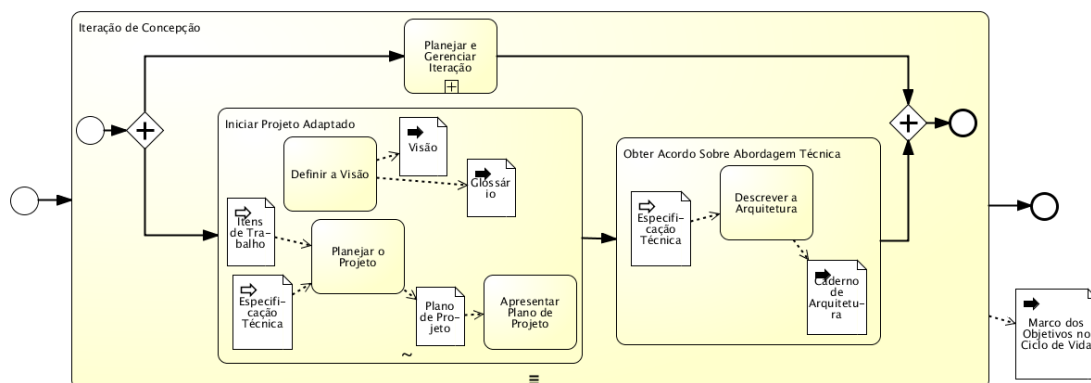 Iteração de Concepção
Planejar e
Gerenciar
Iteração
Iniciar Projeto Adaptado
Definir a Visão
Visão
Glossár
io
Itens
de Tra-
balho
Planejar o
Projeto
Especifi-
cação
Técnica
Plano
de Pro-
jeto
Apresentar
Plano de
Projeto
Obter Acordo Sobre Abordagem Técnica
Especifi-
cação
Técnica
Descrever a
Arquitetura
Caderno
de
Arquitetu-
ra
Marco dos
Objetivos no
Ciclo de Vida